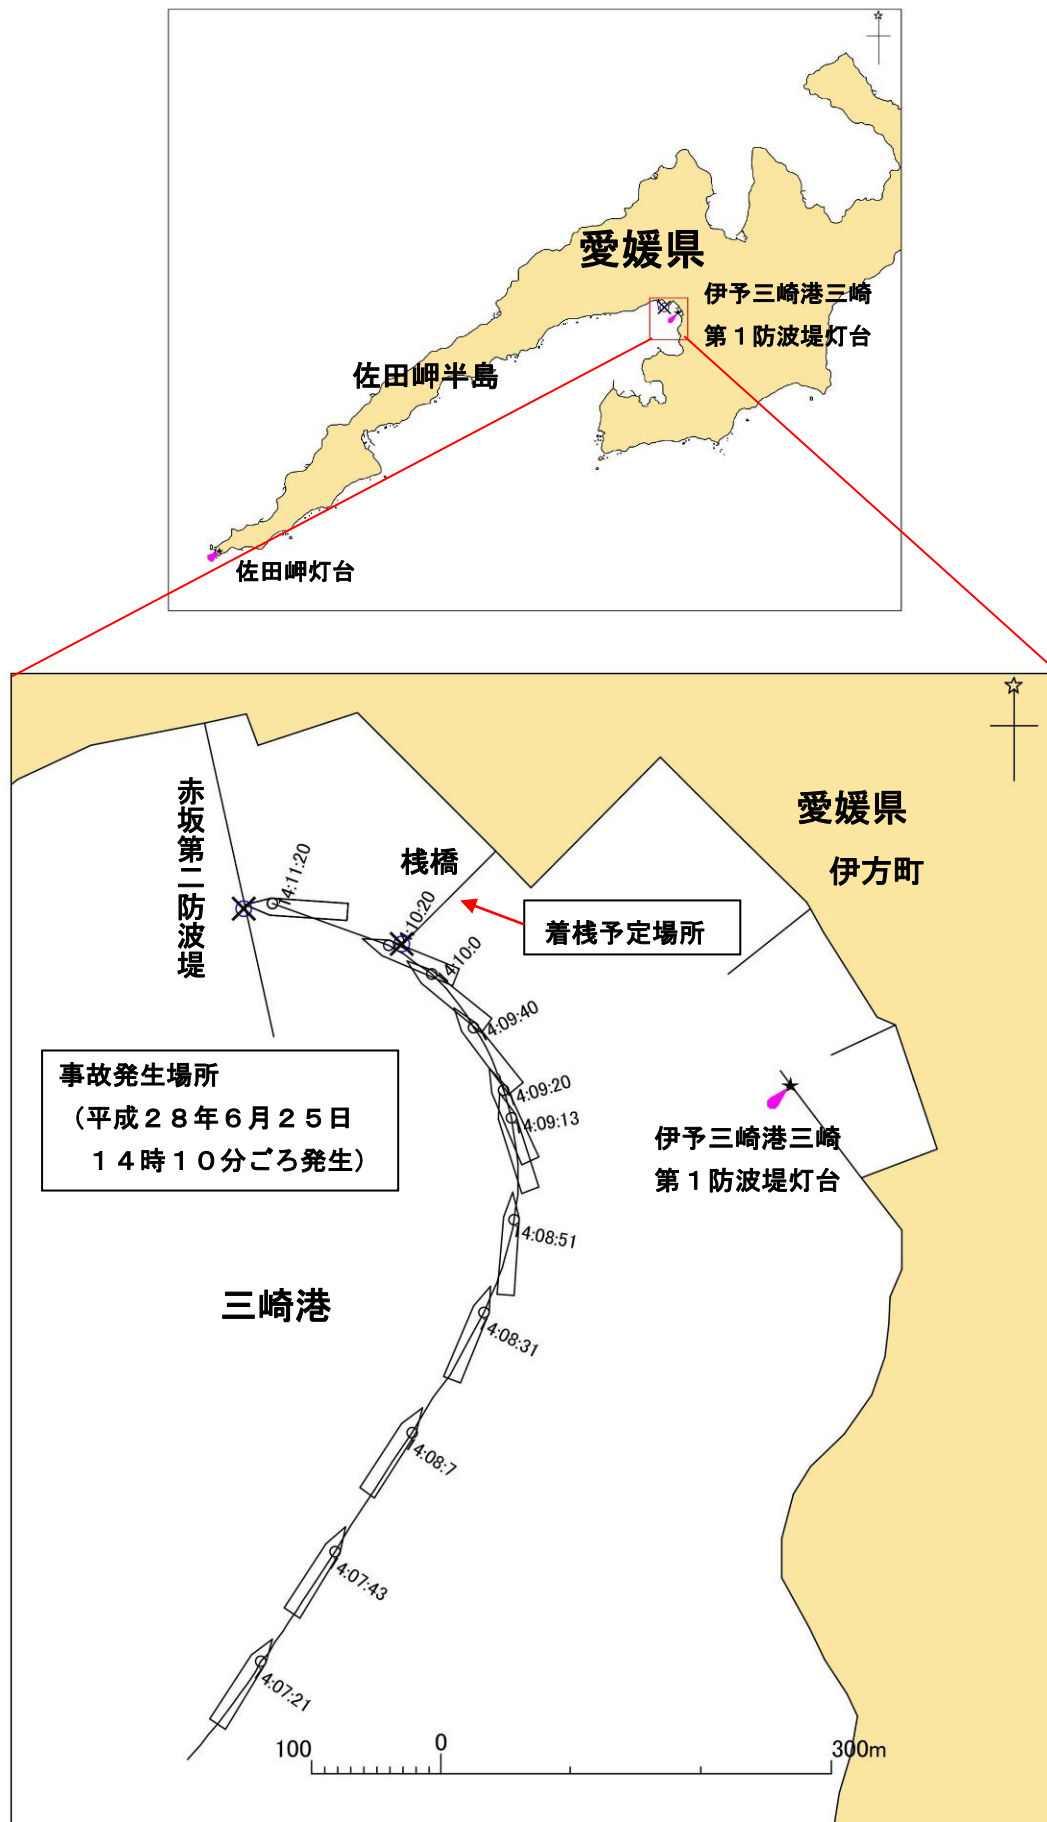 愛媛県
伊予三崎港三崎
第１防波堤灯台
佐田岬半島
佐田岬灯台
赤坂第二防波堤
14:11:20
桟橋
愛媛県
伊方町
14:10:20
14:10:0
着桟予定場所
14:09:40
事故発生場所
（平成２８年６月２５日
１４時１０分ごろ発生）
14:09:20
14:09:13
伊予三崎港三崎
第１防波堤灯台
14:08:51
三崎港
14:08:31
14:08:7
14:07:43
14:07:21
100
0
300m